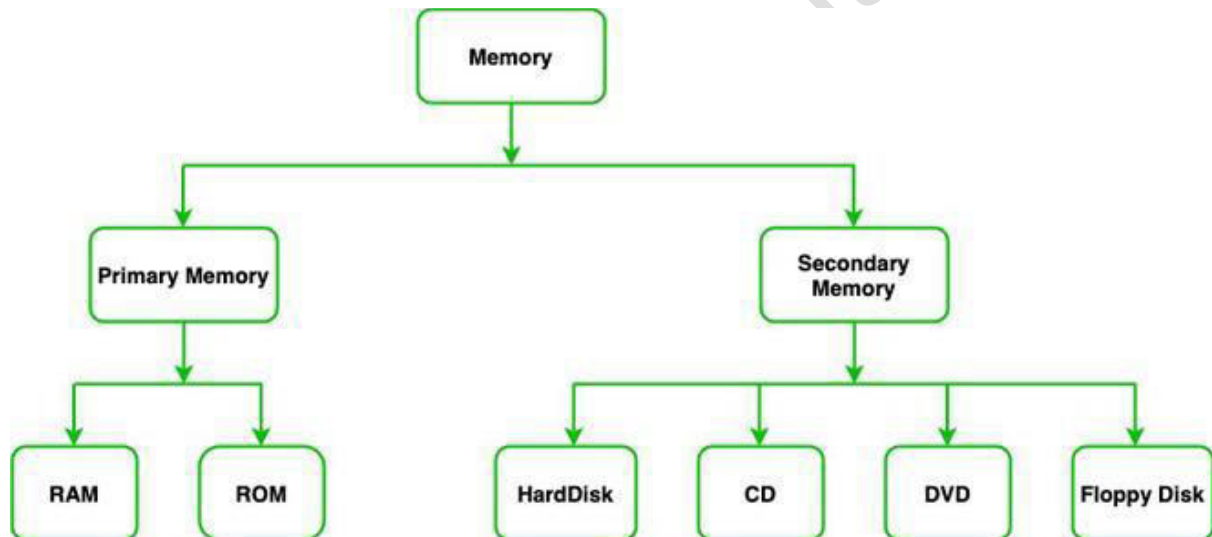 Memory
Primary Memory
Secondary
Memory
RAM
ROM
HardDisk
CD
DVD
Floppy Disk